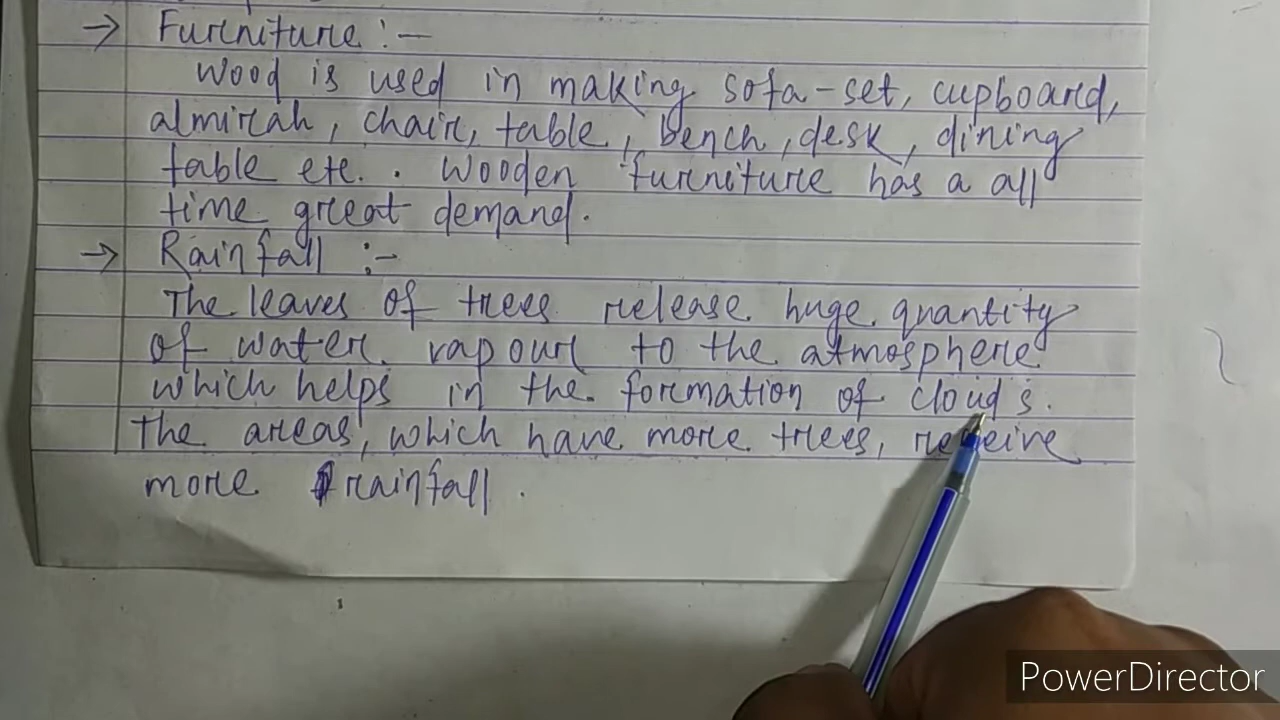 → Furniture :-
Wood is used in making sofa-set, cupboard,
almirah, chair, table, bench, desk, dining
table etc. . Wooden furniture has a all
time great demand.
→ Rainfall :-
The leaves of trees release huge quantity
of water vapour to the atmosphere
which helps in the formation of clouds.
The areas, which have more trees, receive
more rainfall.
PowerDirector